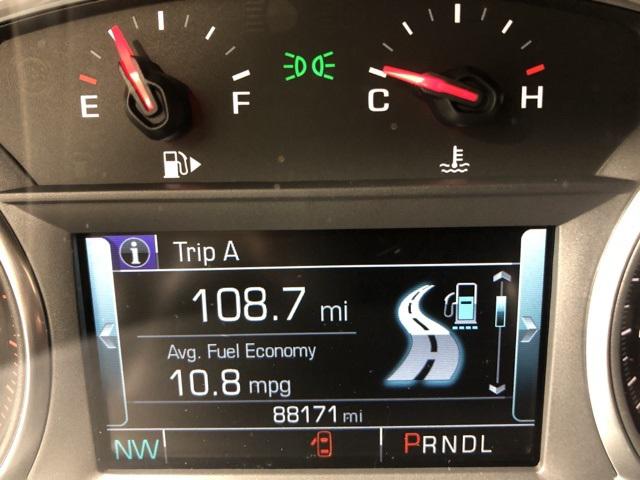 E F C H
Trip A
108.7 mi
Avg. Fuel Economy
10.8 mpg
88171 mi
NW PRNDL